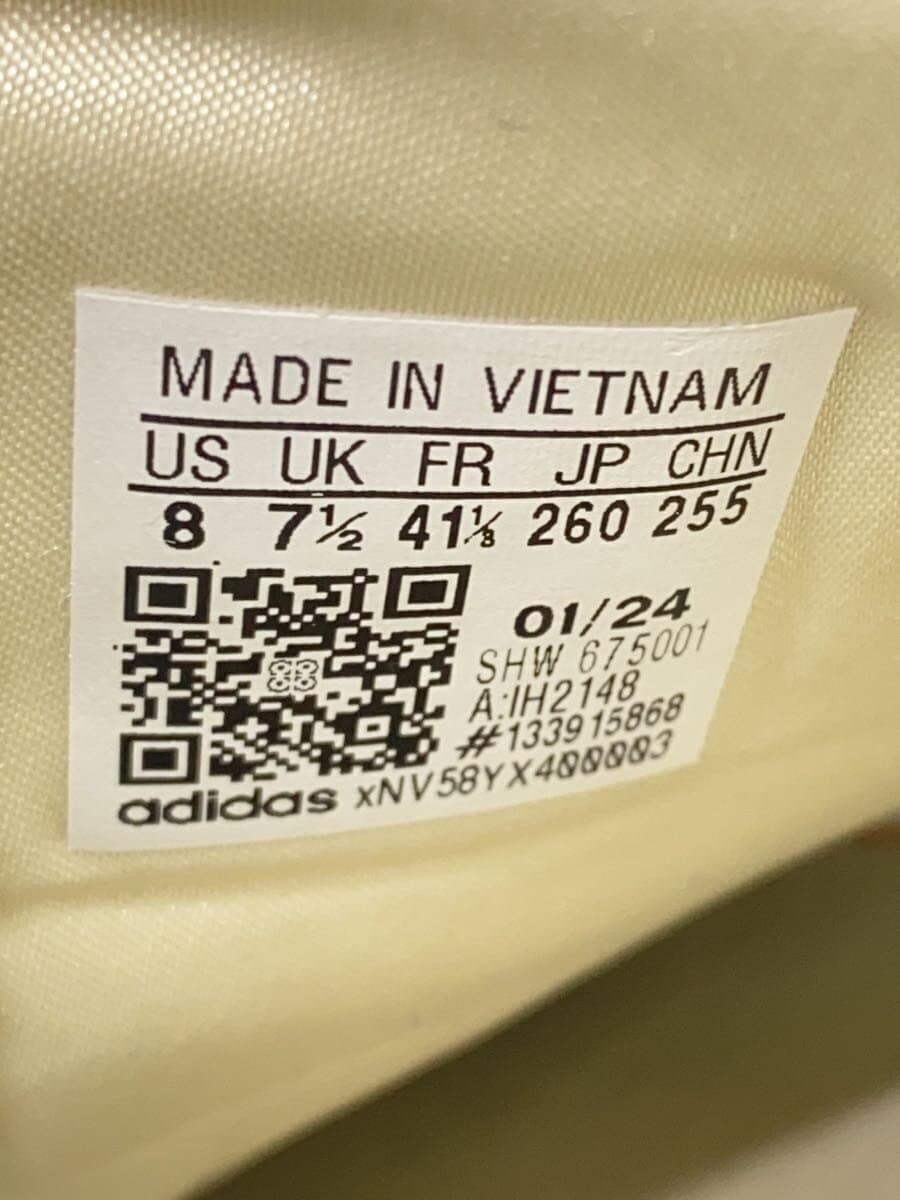 MADE IN VIETNAM
US UK FR JP CHN
8 7½ 41⅓ 260 255
01/24
SHW 675001
A:IH2148
#133915868
adidas xNV58YX400003